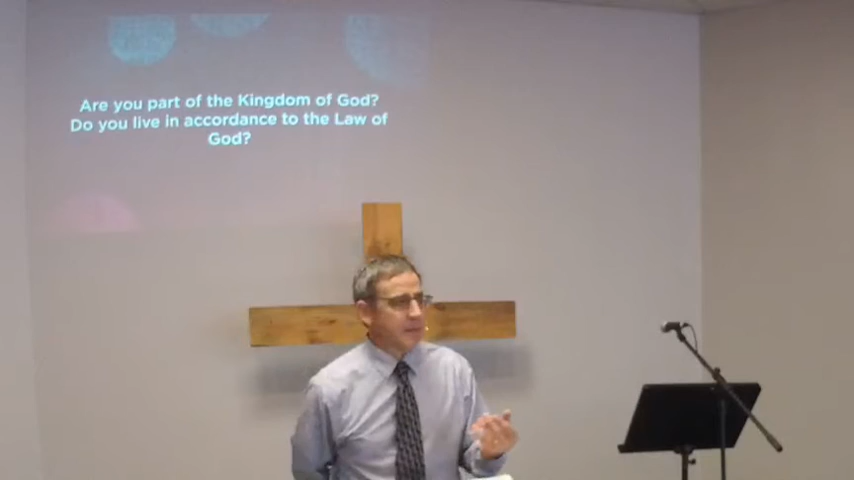 Are you part of the Kingdom of God?
Do you live in accordance to the Law of
God?